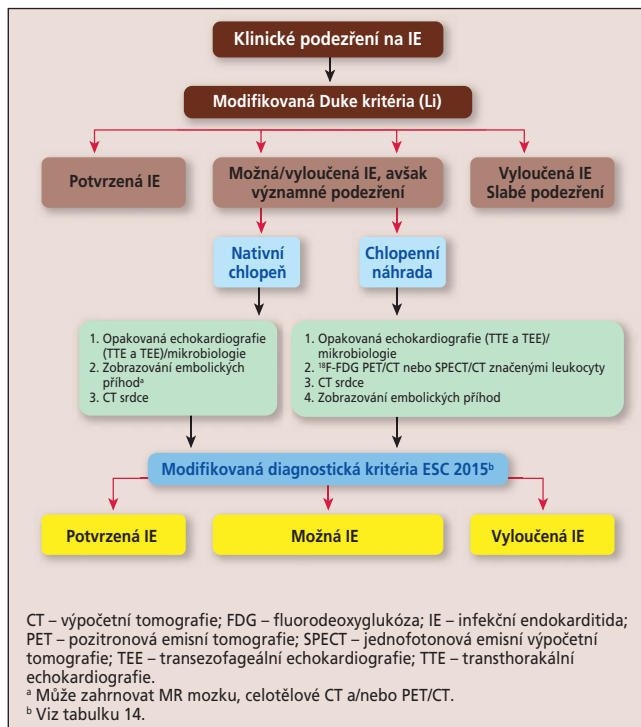 Klinické podezření na IE
Modifikovaná Duke kritéria (Li)
Potvrzená IE
Možná/vyloučená IE, avšak
významné podezření
Vyloučená IE
Slabé podezření
Nativní
chlopeň
Chlopenní
náhrada
1. Opakovaná echokardiografie
(TTE a TEE)/mikrobiologie
2. Zobrazování embolických
příhodᵃ
3. CT srdce
1. Opakovaná echokardiografie (TTE a TEE)/
mikrobiologie
2. ¹⁸F-FDG PET/CT nebo SPECT/CT značenými leukocyty
3. CT srdce
4. Zobrazování embolických příhod
Modifikovaná diagnostická kritéria ESC 2015ᵇ
Potvrzená IE
Možná IE
Vyloučená IE
CT – výpočetní tomografie; FDG – fluorodeoxyglukóza; IE – infekční endokarditida;
PET – pozitronová emisní tomografie; SPECT – jednofotonová emisní výpočetní
tomografie; TEE – transezofageální echokardiografie; TTE – transthorakální
echokardiografie.
ᵃ Může zahrnovat MR mozku, celotělové CT a/nebo PET/CT.
ᵇ Viz tabulku 14.